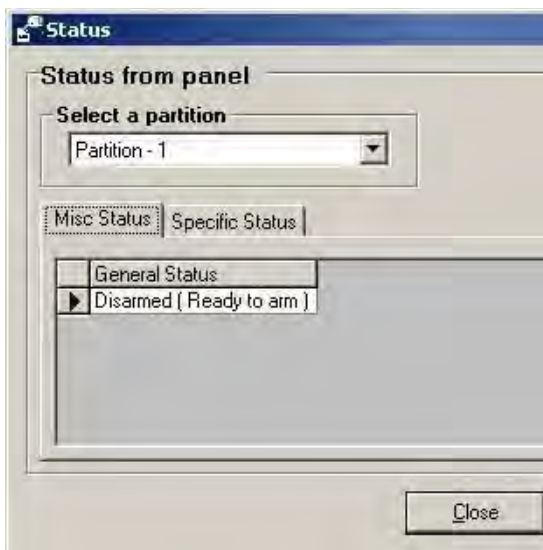 Status
Status from panel
Select a partition
Partition - 1
Misc Status Specific Status
General Status
Disarmed ( Ready to arm )
Close